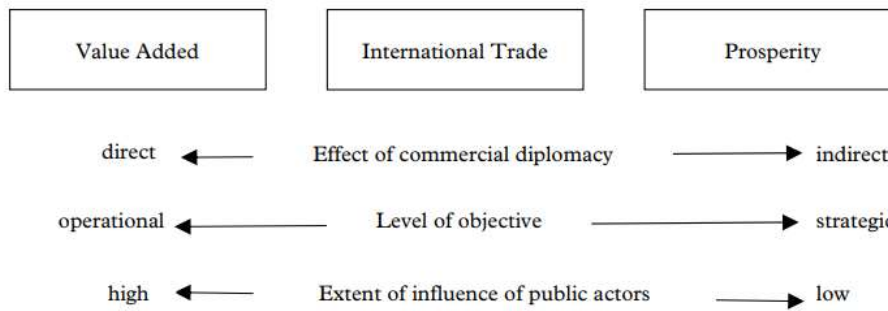 Value Added International Trade Prosperity
direct Effect of commercial diplomacy indirect
operational Level of objective strategic
high Extent of influence of public actors low